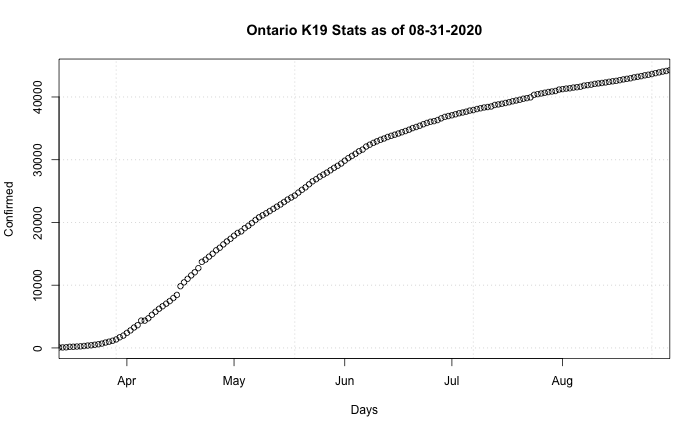 Ontario K19 Stats as of 08-31-2020
Confirmed
40000
30000
20000
10000
0
Apr May Jun Jul Aug
Days